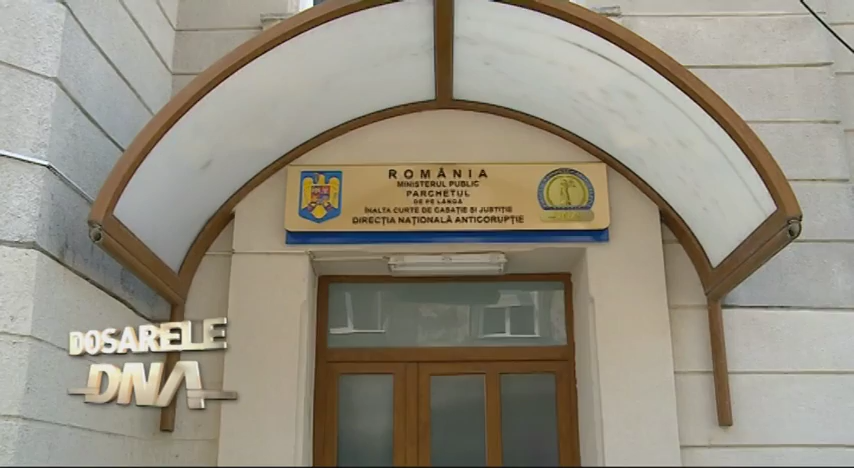 ROMÂNIA
MINISTERUL PUBLIC
PARCHETUL
DE PE LÂNGĂ
ÎNALTA CURTE DE CASAȚIE ȘI JUSTIȚIE
DIRECȚIA NAȚIONALĂ ANTICORUPȚIE
DOSARELE
DNA